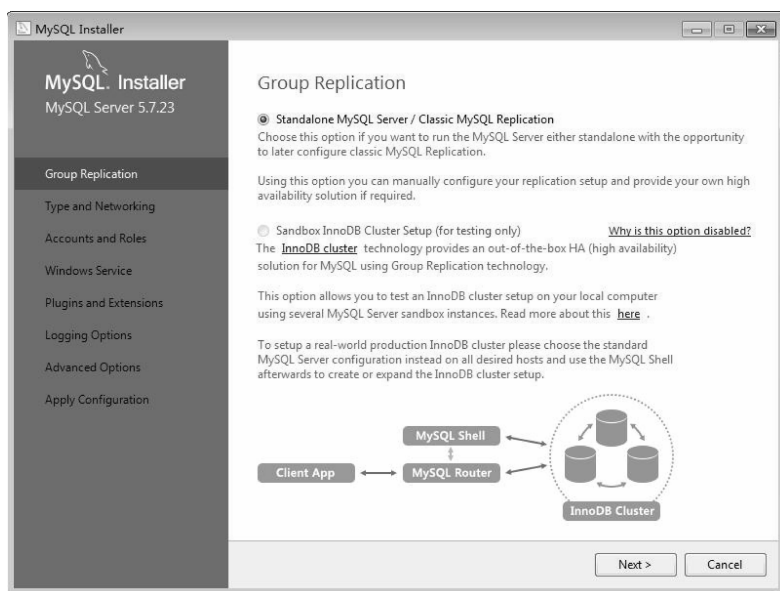 MySQL Installer
MySQL. Installer
MySQL Server 5.7.23
Group Replication
Type and Networking
Accounts and Roles
Windows Service
Plugins and Extensions
Logging Options
Advanced Options
Apply Configuration
Group Replication
Standalone MySQL Server / Classic MySQL Replication
Choose this option if you want to run the MySQL Server either standalone with the opportunity
to later configure classic MySQL Replication.
Using this option you can manually configure your replication setup and provide your own high
availability solution if required.
Sandbox InnoDB Cluster Setup (for testing only) Why is this option disabled?
The InnoDB cluster technology provides an out-of-the-box HA (high availability)
solution for MySQL using Group Replication technology.
This option allows you to test an InnoDB cluster setup on your local computer
using several MySQL Server sandbox instances. Read more about this here .
To setup a real-world production InnoDB cluster please choose the standard
MySQL Server configuration instead on all desired hosts and use the MySQL Shell
afterwards to create or expand the InnoDB cluster setup.
MySQL Shell
Client App
MySQL Router
InnoDB Cluster
Next >
Cancel